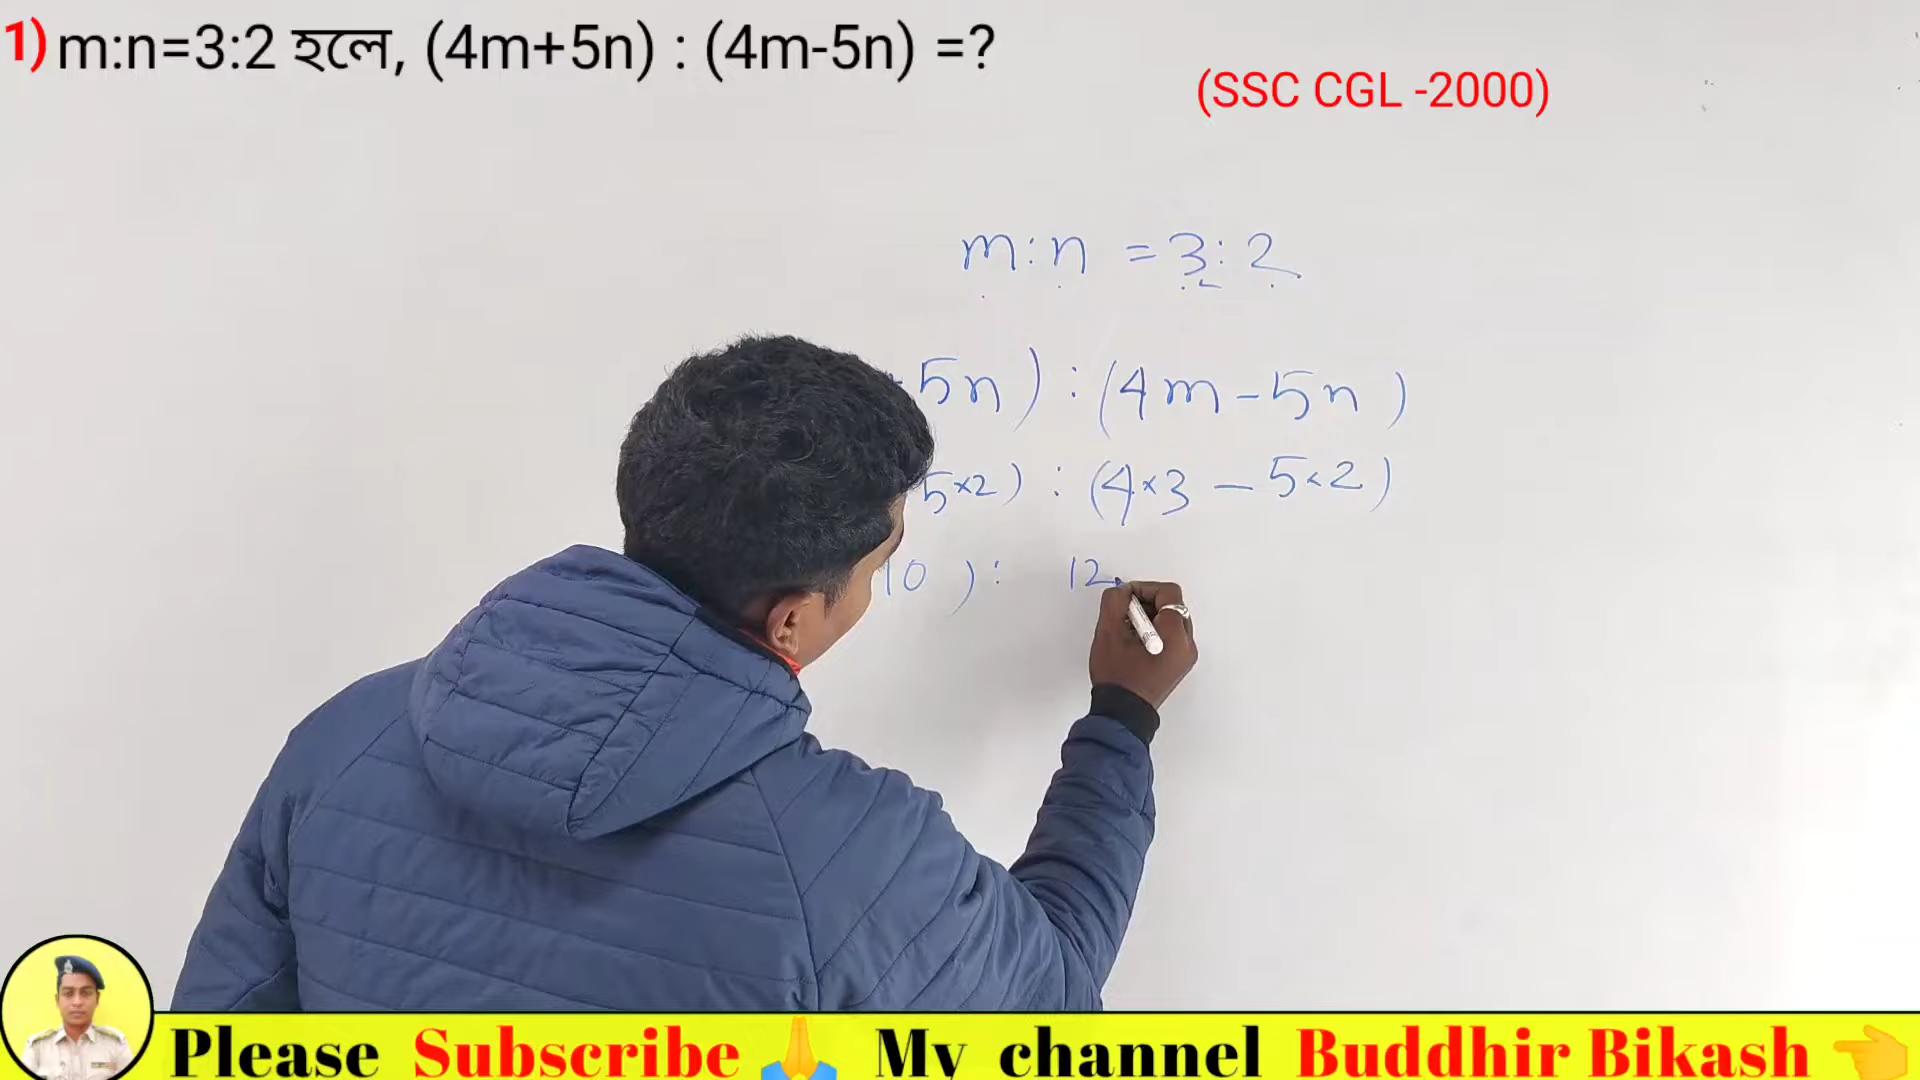 1) m:n=3:2 হলে, (4m+5n) : (4m-5n) =?
(SSC CGL -2000)
m:n = 3:2
5n) : (4m-5n)
5×2) : (4×3 - 5×2)
10 ) : 12
Please Subscribe🙏 My channel Buddhir Bikash 👈